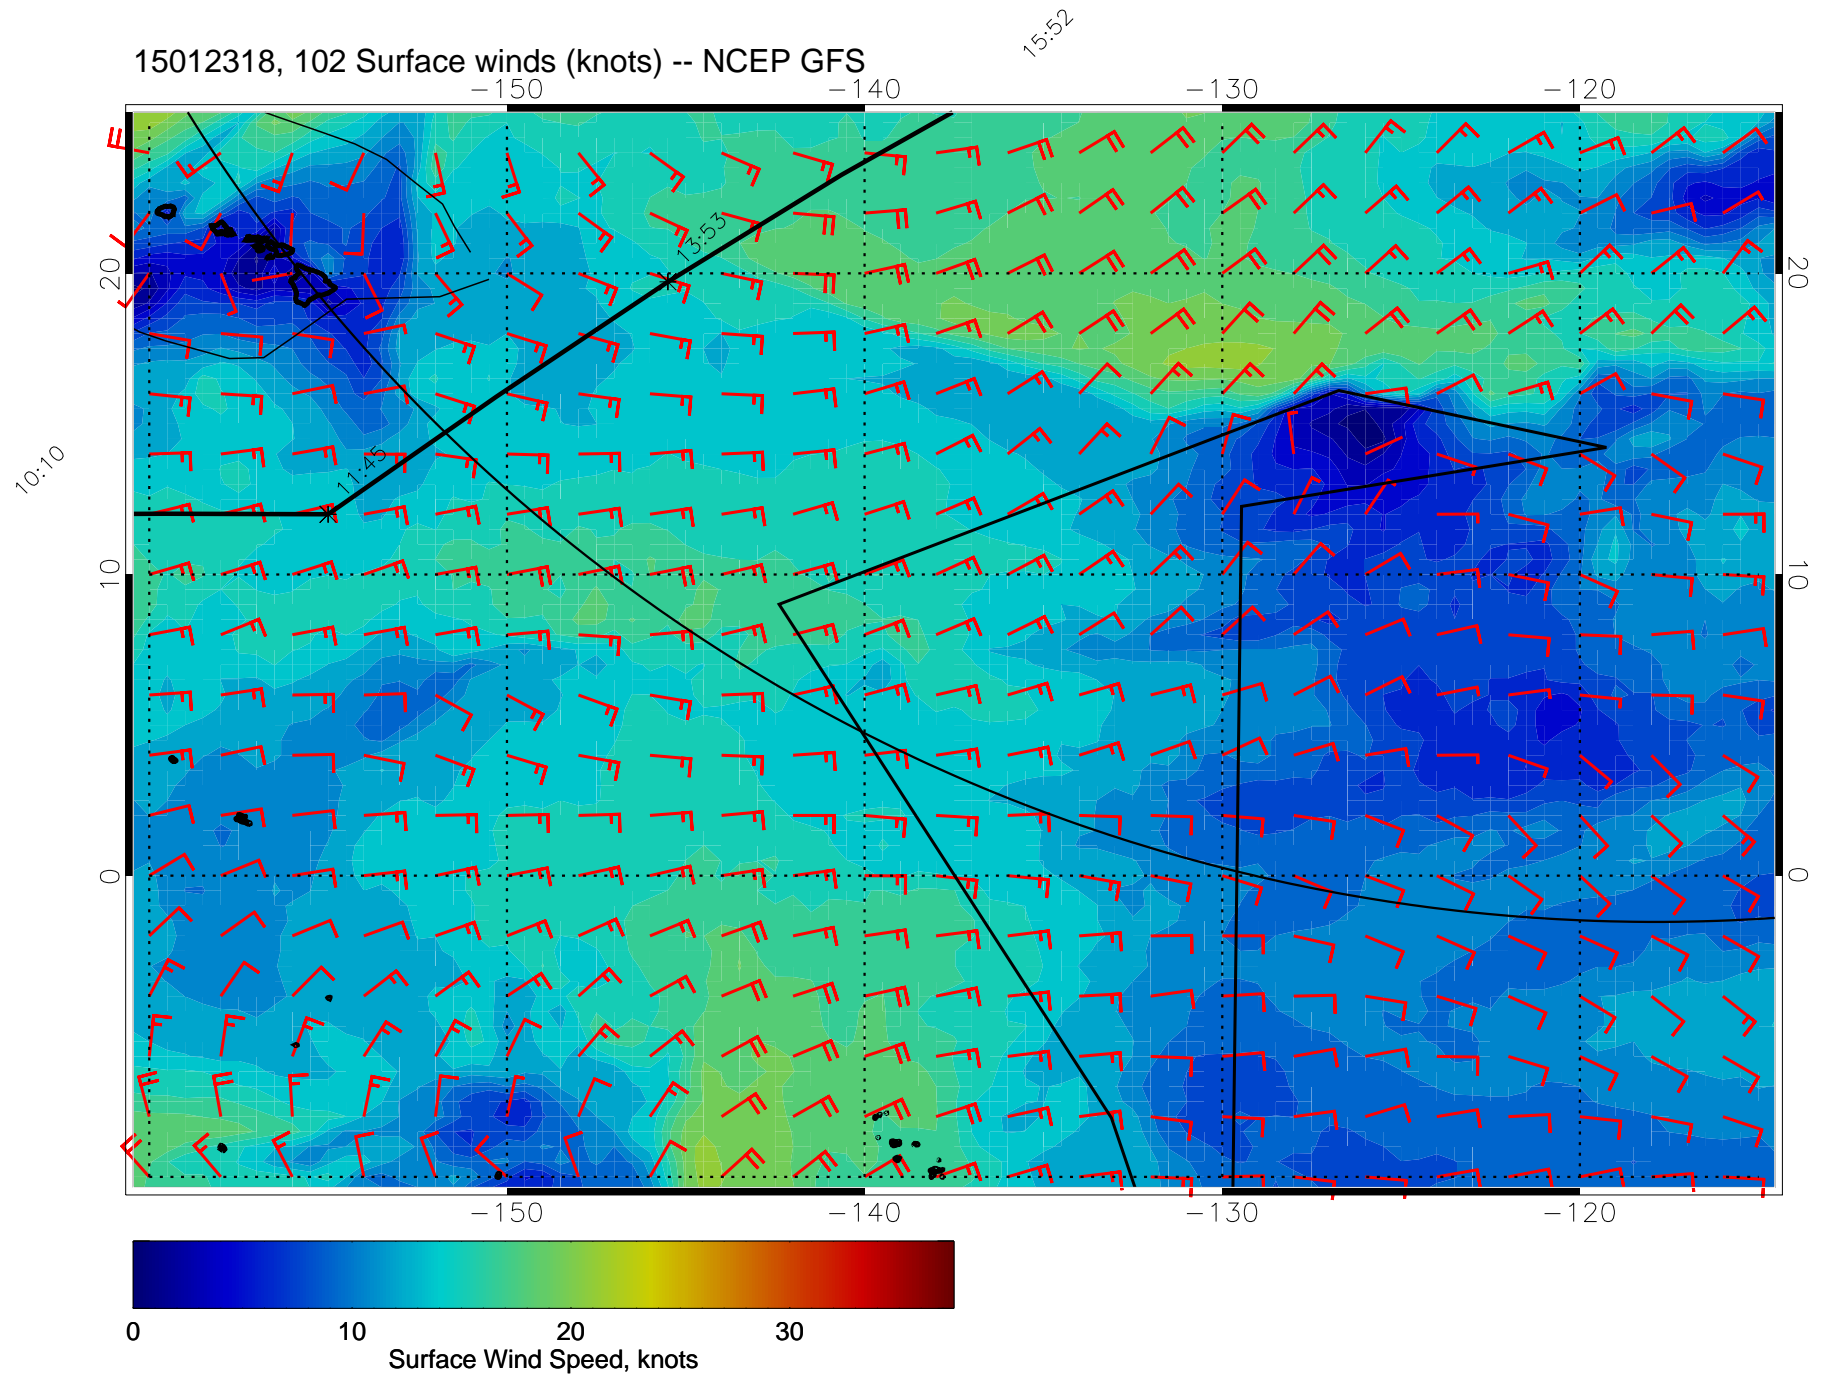 15:52
15012318, 102 Surface winds (knots) -- NCEP GFS
-150 -140 -130 -120
13:53
20 20
11:45
10:10
10 10
0 0
-150 -140 -130 -120
0 10 20 30
Surface Wind Speed, knots